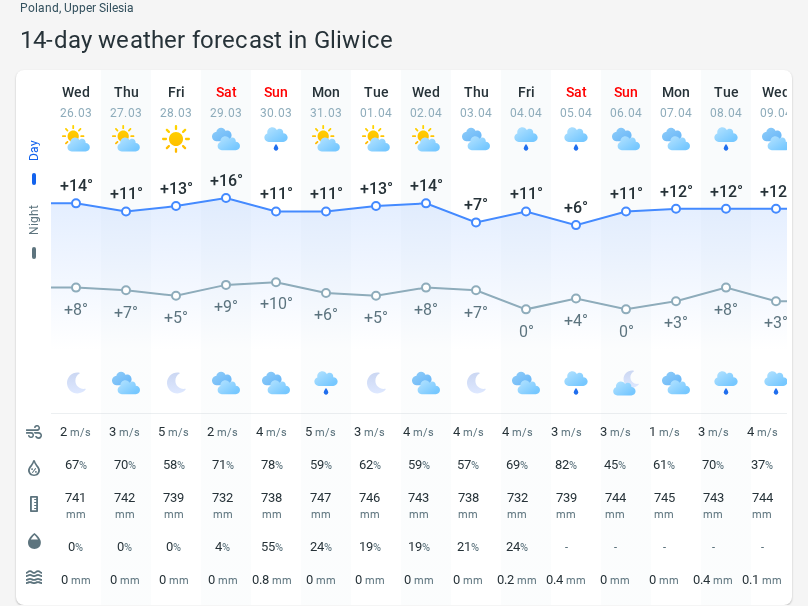 Poland, Upper Silesia
14-day weather forecast in Gliwice
Wed Thu Fri Sat Sun Mon Tue Wed Thu Fri Sat Sun Mon Tue Wed
26.03 27.03 28.03 29.03 30.03 31.03 01.04 02.04 03.04 04.04 05.04 06.04 07.04 08.04 09.04
Day
+14° +11° +13° +16° +11° +11° +13° +14° +7° +11° +6° +11° +12° +12° +12
Night
+8° +7° +5° +9° +10° +6° +5° +8° +7° 0° +4° 0° +3° +8° +3°
2 m/s 3 m/s 5 m/s 2 m/s 4 m/s 5 m/s 3 m/s 4 m/s 4 m/s 4 m/s 3 m/s 3 m/s 1 m/s 3 m/s 4 m/s
67% 70% 58% 71% 78% 59% 62% 59% 57% 69% 82% 45% 61% 70% 37%
741 742 739 732 738 747 746 743 738 732 739 744 745 743 744
mm mm mm mm mm mm mm mm mm mm mm mm mm mm mm
0% 0% 0% 4% 55% 24% 19% 19% 21% 24% - - - - -
0 mm 0 mm 0 mm 0 mm 0.8 mm 0 mm 0 mm 0 mm 0 mm 0.2 mm 0.4 mm 0 mm 0 mm 0.4 mm 0.1 mm